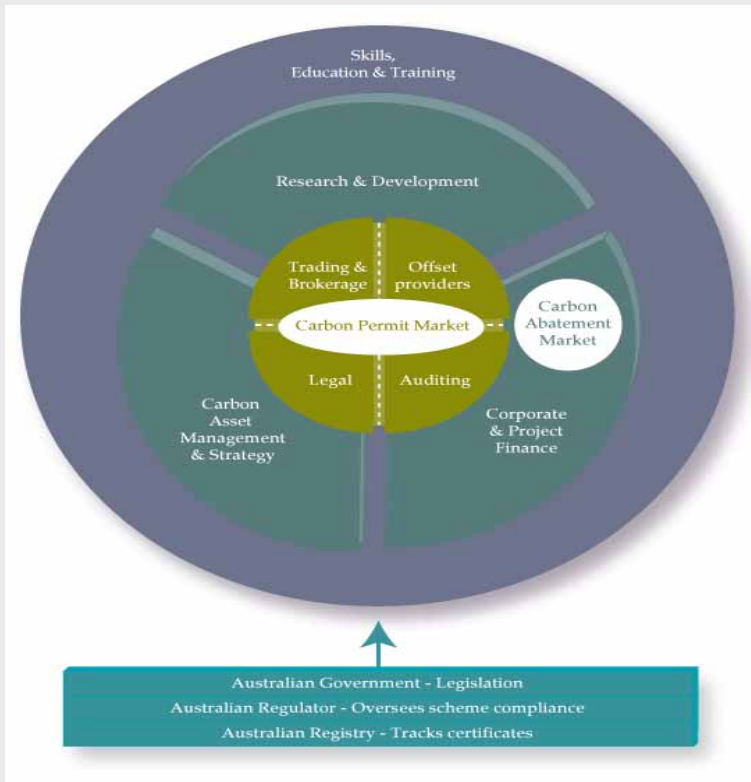 Skills,
Education & Training
Research & Development
Trading &
Brokerage
Offset
providers
Carbon Permit Market
Carbon
Abatement
Market
Legal
Auditing
Carbon
Asset
Management
& Strategy
Corporate
& Project
Finance
Australian Government - Legislation
Australian Regulator - Oversees scheme compliance
Australian Registry - Tracks certificates